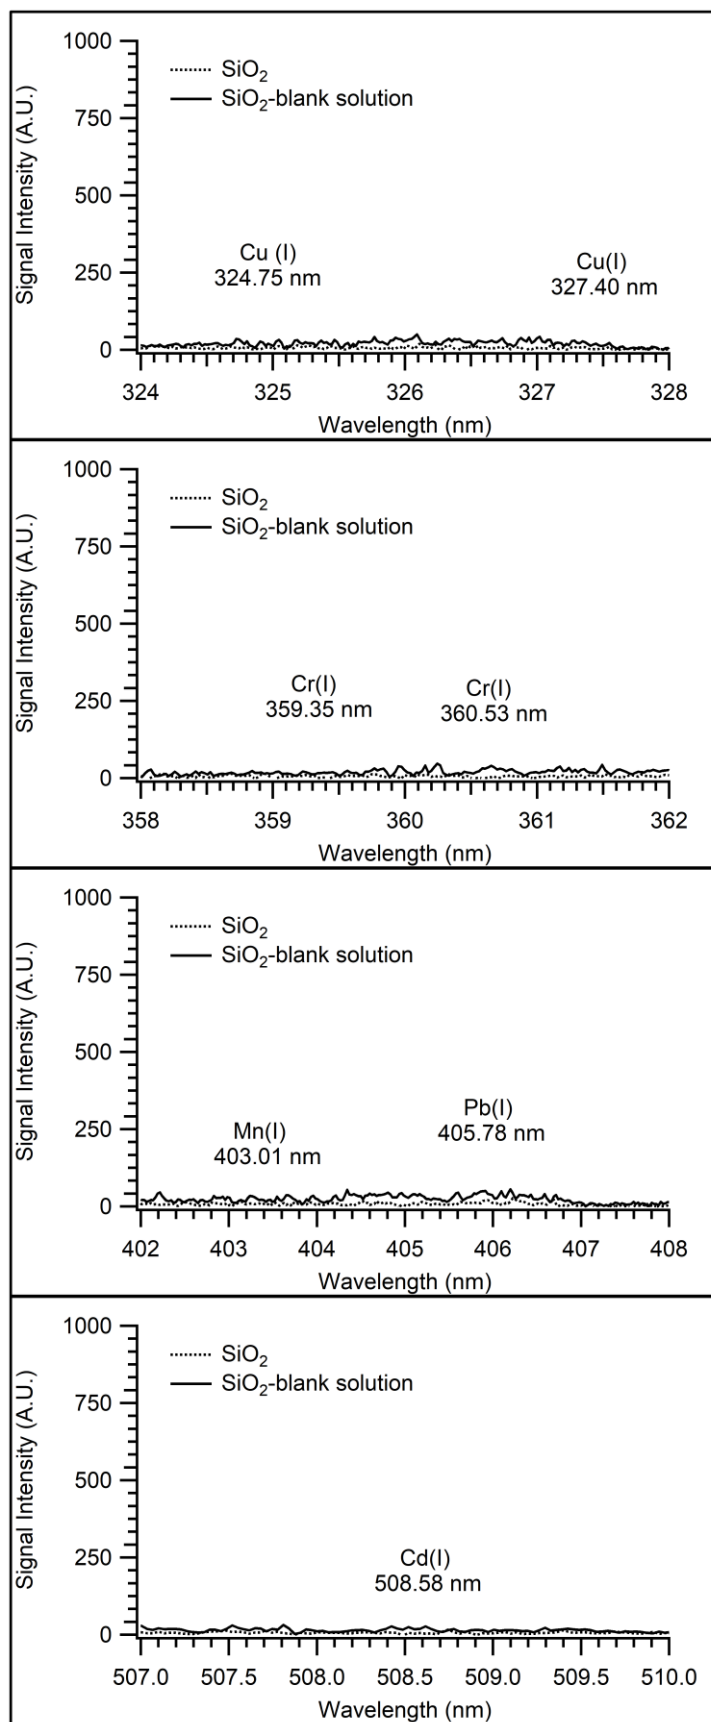 1000
750
500
250
0
Signal Intensity (A.U.)
SiO2
SiO2-blank solution
Cu (I)
324.75 nm
Cu(I)
327.40 nm
324 325 326 327 328
Wavelength (nm)
1000
750
500
250
0
Signal Intensity (A.U.)
SiO2
SiO2-blank solution
Cr(I)
359.35 nm
Cr(I)
360.53 nm
358 359 360 361 362
Wavelength (nm)
1000
750
500
250
0
Signal Intensity (A.U.)
SiO2
SiO2-blank solution
Mn(I)
403.01 nm
Pb(I)
405.78 nm
402 403 404 405 406 407 408
Wavelength (nm)
1000
750
500
250
0
Signal Intensity (A.U.)
SiO2
SiO2-blank solution
Cd(I)
508.58 nm
507.0 507.5 508.0 508.5 509.0 509.5 510.0
Wavelength (nm)